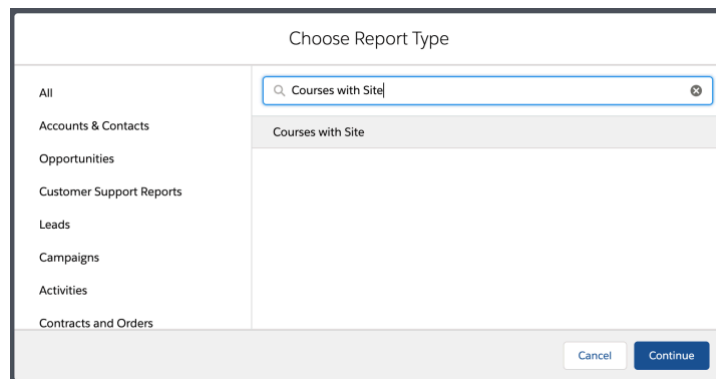 Choose Report Type
All
Accounts & Contacts
Opportunities
Customer Support Reports
Leads
Campaigns
Activities
Contracts and Orders
Courses with Site
Courses with Site
Cancel
Continue